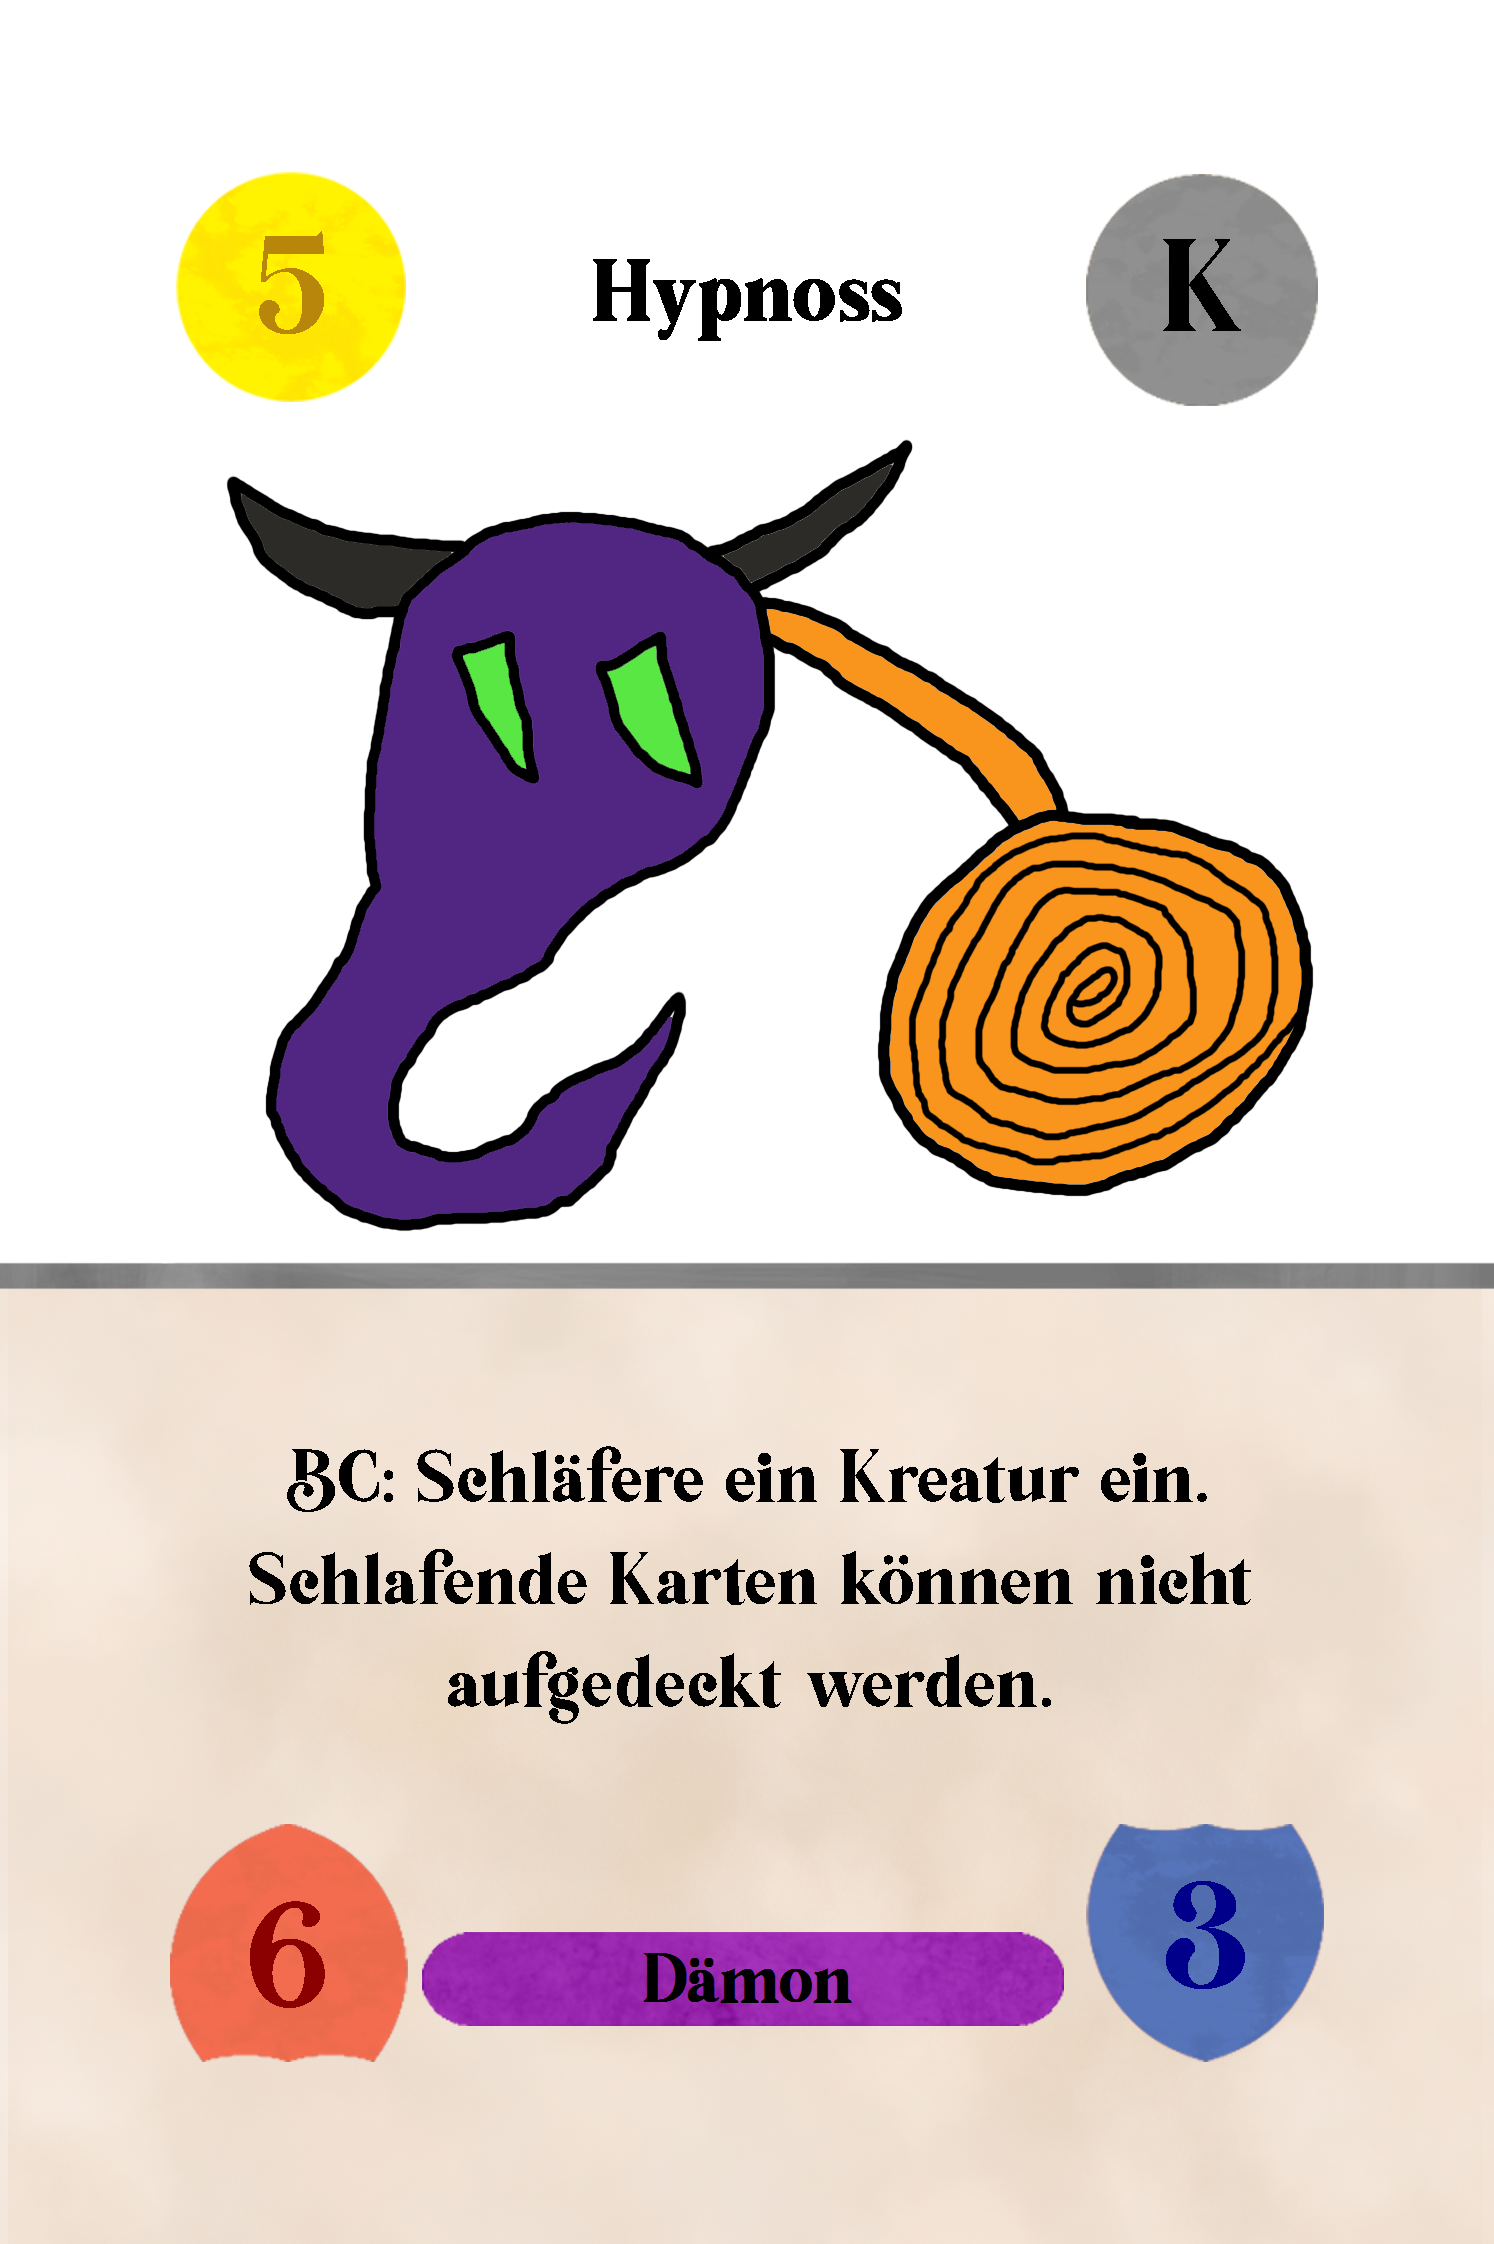 5
Hypnoss
K
BC: Schläfere ein Kreatur ein.
Schlafende Karten können nicht
aufgedeckt werden.
6
Dämon
3